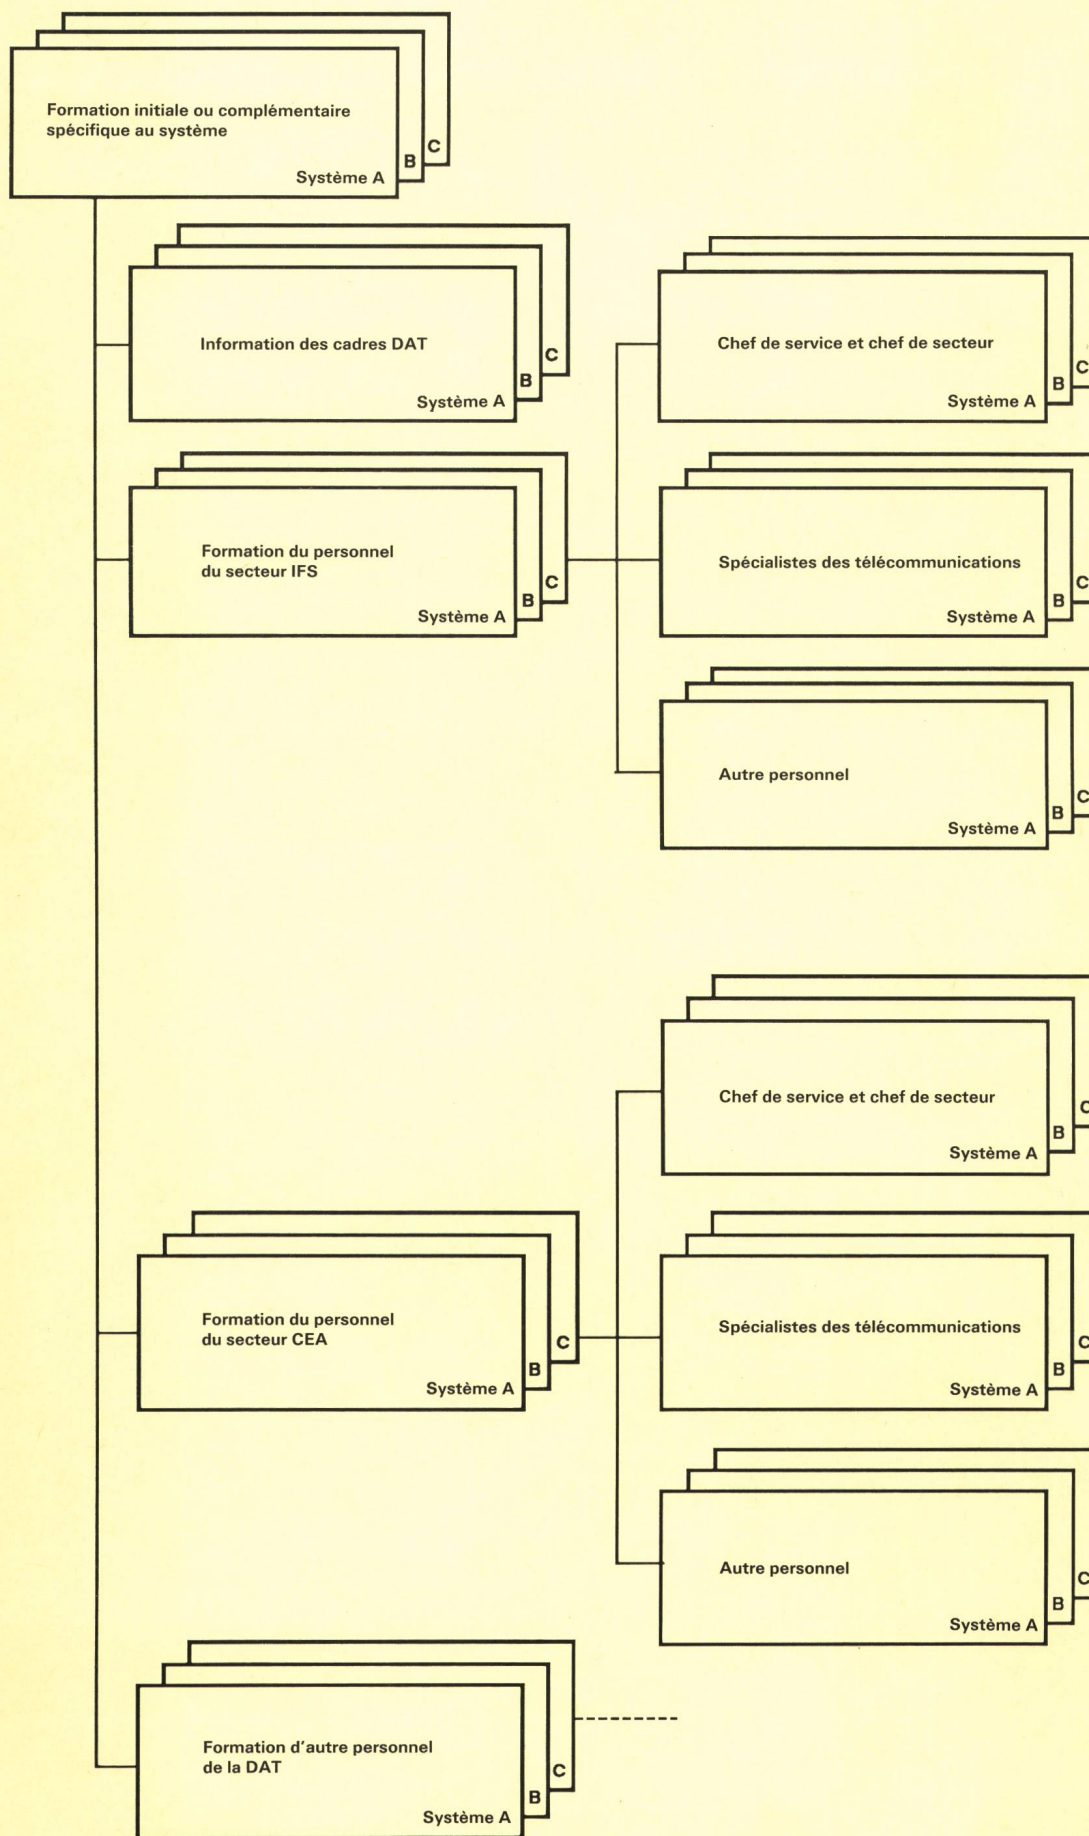 Formation initiale ou complémentaire
spécifique au système
Système A
B
C
Information des cadres DAT
Système A
B
C
Chef de service et chef de secteur
Système A
B
C
Formation du personnel
du secteur IFS
Système A
B
C
Spécialistes des télécommunications
Système A
B
C
Autre personnel
Système A
B
C
Chef de service et chef de secteur
Système A
B
C
Formation du personnel
du secteur CEA
Système A
B
C
Spécialistes des télécommunications
Système A
B
C
Autre personnel
Système A
B
C
Formation d'autre personnel
de la DAT
Système A
B
C